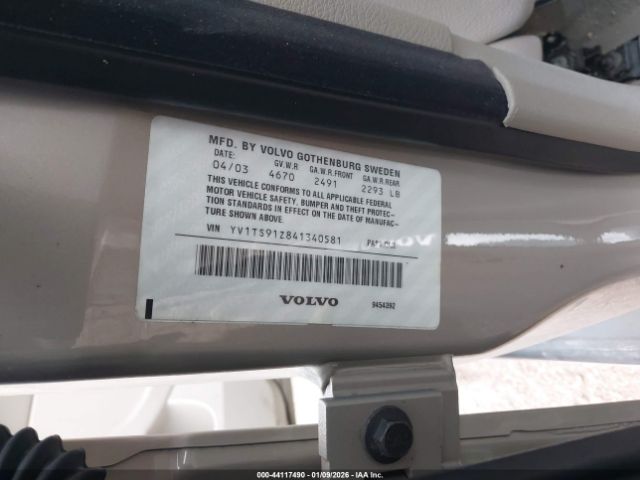 MFD. BY VOLVO GOTHENBURG SWEDEN
DATE: GV.W.R GA.W.R.FRONT GA.W.R.REAR
04/03 4670 2491 2293 LB
THIS VEHICLE CONFORMS TO ALL APPLICABLE FEDERAL
MOTOR VEHICLE SAFETY, BUMPER AND THEFT PROTEC-
TION STANDARDS IN EFFECT ON THE DATE OF MANUFAC-
TURE SHOWN ABOVE.
VIN YV1TS91Z841340581
VOLVO
VOLVO 9454392
000-44117490 - 01/09/2026 - IAA Inc.